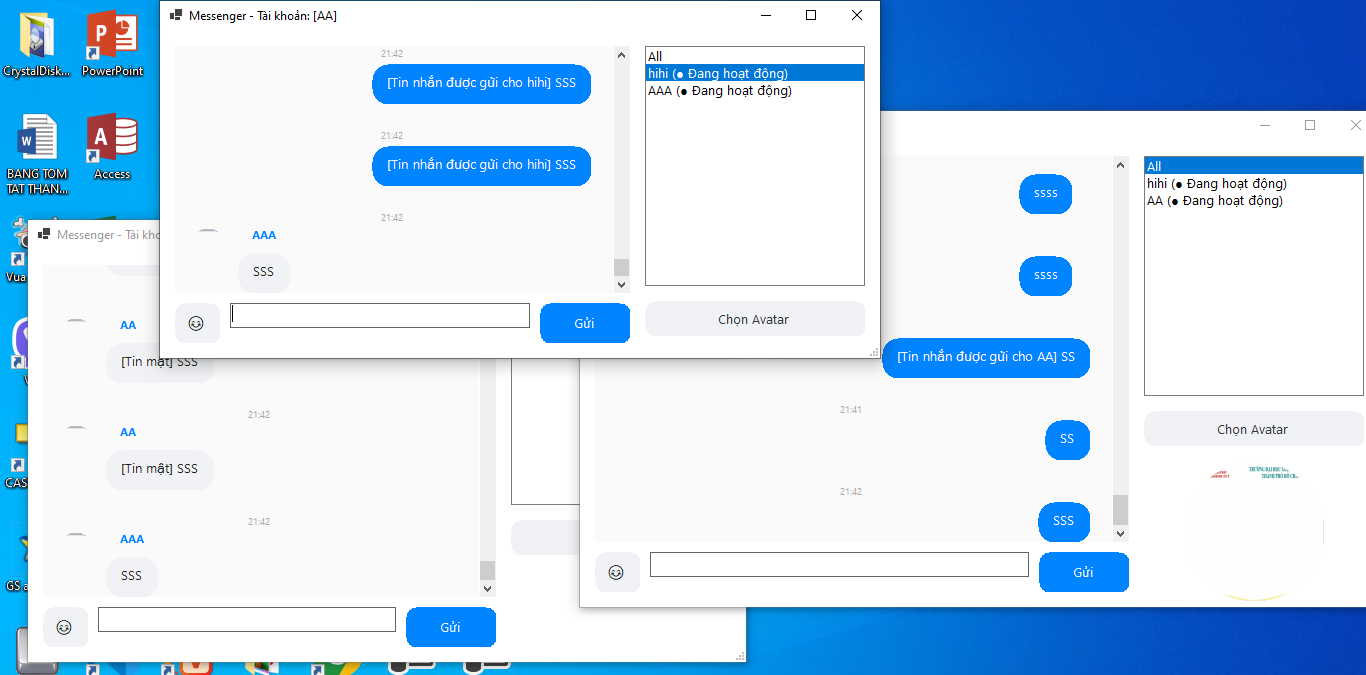 CrystalDisk...
PowerPoint
BANG TOM
TAT THAN...
Access
Vua
CAS
GS a
Messenger - Tài khoản: [AA]
21:42
[Tin nhắn được gửi cho hihi] SSS
21:42
[Tin nhắn được gửi cho hihi] SSS
21:42
AAA
SSS
Gửi
All
hihi (● Đang hoạt động)
AAA (● Đang hoạt động)
Chọn Avatar
Messenger - Tài kho
AA
[Tin mật] SSS
21:42
AA
[Tin mật] SSS
21:42
AAA
SSS
Gửi
ssss
ssss
[Tin nhắn được gửi cho AA] SS
21:41
SS
21:42
SSS
Gửi
All
hihi (● Đang hoạt động)
AA (● Đang hoạt động)
Chọn Avatar
TRƯỜNG ĐẠI HỌC